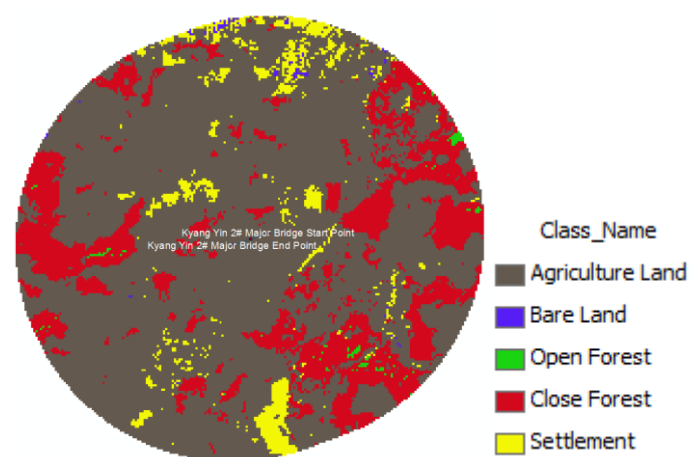 Kyang Yin 2# Major Bridge Start Point
Kyang Yin 2# Major Bridge End Point
Class_Name
Agriculture Land
Bare Land
Open Forest
Close Forest
Settlement